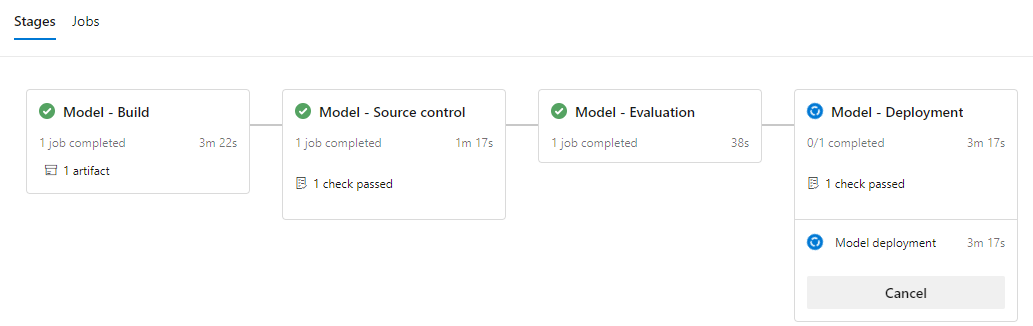 Stages Jobs
Model - Build
1 job completed 3m 22s
1 artifact
Model - Source control
1 job completed 1m 17s
1 check passed
Model - Evaluation
1 job completed 38s
Model - Deployment
0/1 completed 3m 17s
1 check passed
Model deployment 3m 17s
Cancel